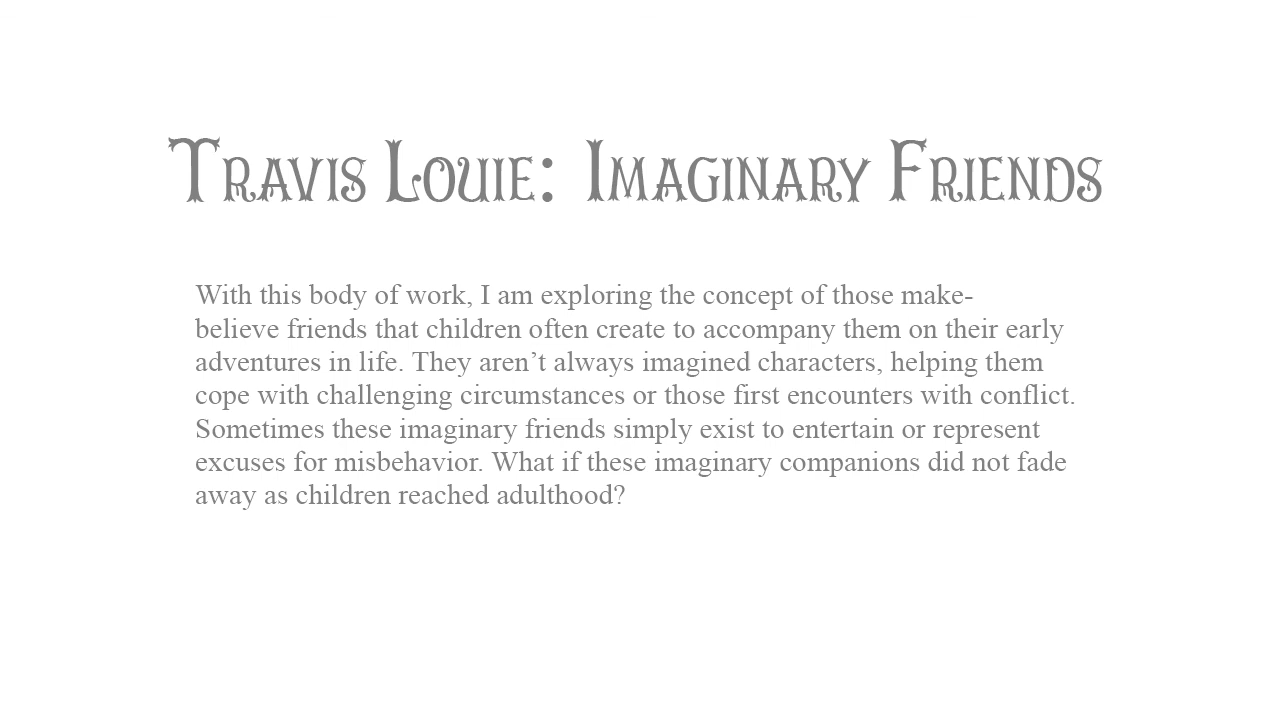 Travis Louie: Imaginary Friends
With this body of work, I am exploring the concept of those make-
believe friends that children often create to accompany them on their early
adventures in life. They aren’t always imagined characters, helping them
cope with challenging circumstances or those first encounters with conflict.
Sometimes these imaginary friends simply exist to entertain or represent
excuses for misbehavior. What if these imaginary companions did not fade
away as children reached adulthood?